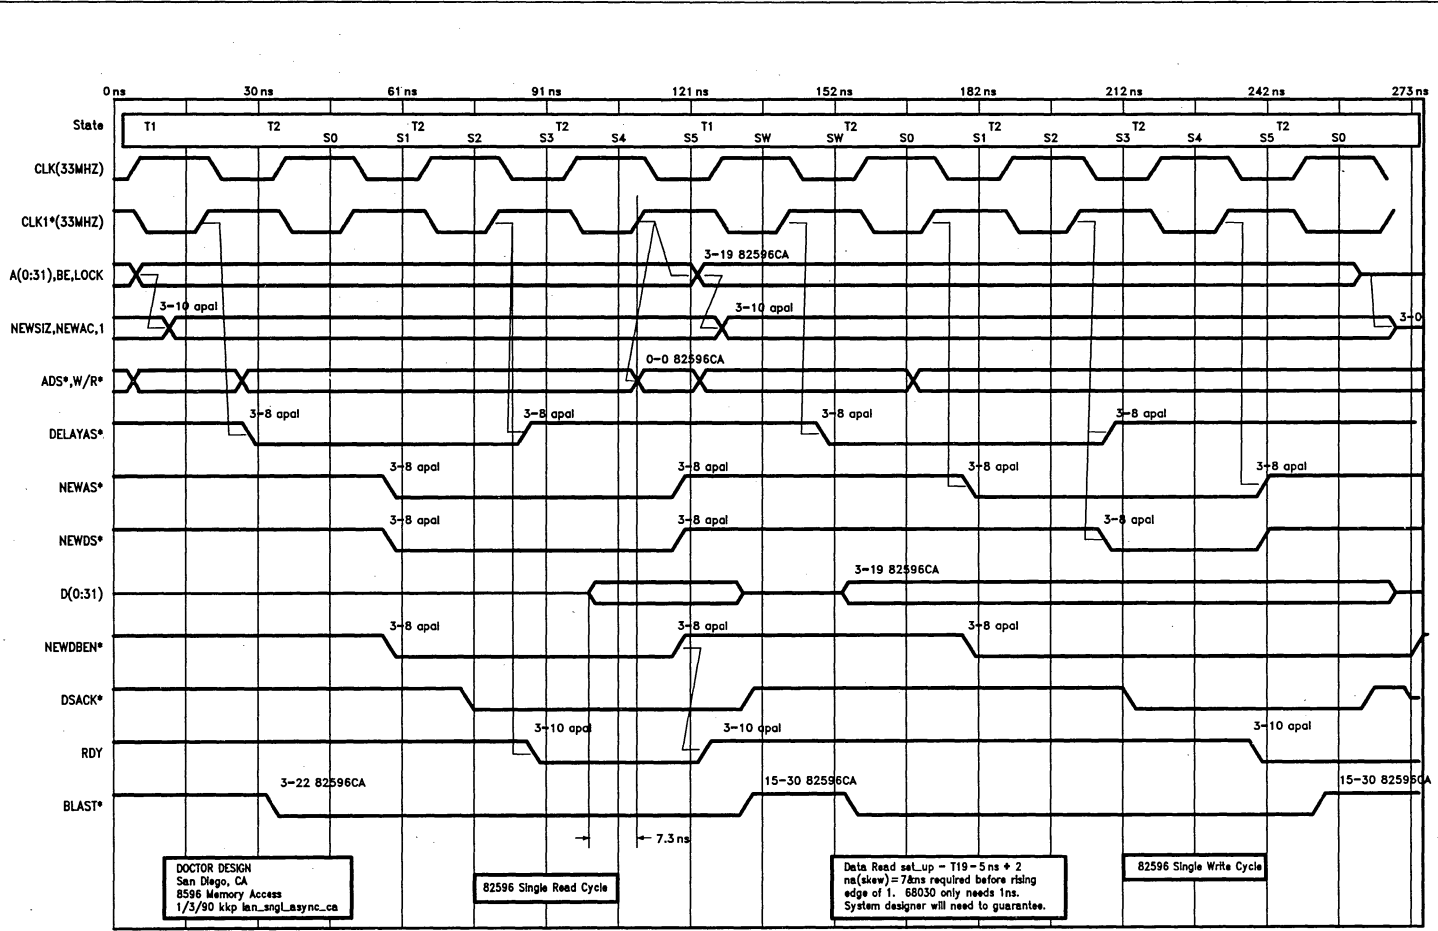 0 ns 30 ns 61 ns 91 ns 121 ns 152 ns 182 ns 212 ns 242 ns 273 ns
State T1 T2 T2 T2 T1 T2 T2 T2 T2
S0 S1 S2 S3 S4 S5 SW SW S0 S1 S2 S3 S4 S5 S0
CLK(33MHZ)
CLK1*(33MHZ)
3-19 82596CA
A(0:31),BE,LOCK
3-10 apal 3-10 apal 3-0
NEWSIZ,NEWAC,1
0-0 82596CA
ADS*,W/R*
3-8 apal 3-8 apal 3-8 apal 3-8 apal
DELAYAS*
3-8 apal 3-8 apal 3-8 apal 3-8 apal
NEWAS*
3-8 apal 3-8 apal 3-8 apal
NEWDS*
3-19 82596CA
D(0:31)
3-8 apal 3-8 apal 3-8 apal
NEWDBEN*
DSACK*
3-10 apal 3-10 apal 3-10 apal
RDY
3-22 82596CA 15-30 82596CA 15-30 82596CA
BLAST*
7.3 ns
DOCTOR DESIGN
San Diego, CA
8596 Memory Access
1/3/90 kkp lan_sngl_async_ca
82596 Single Read Cycle
Data Read set_up - T19-5ns + 2
edge of 1. 68030 only needs 1ns.
System designer will need to guarantee.
na(skew)= required before rising
82596 Single Write Cycle